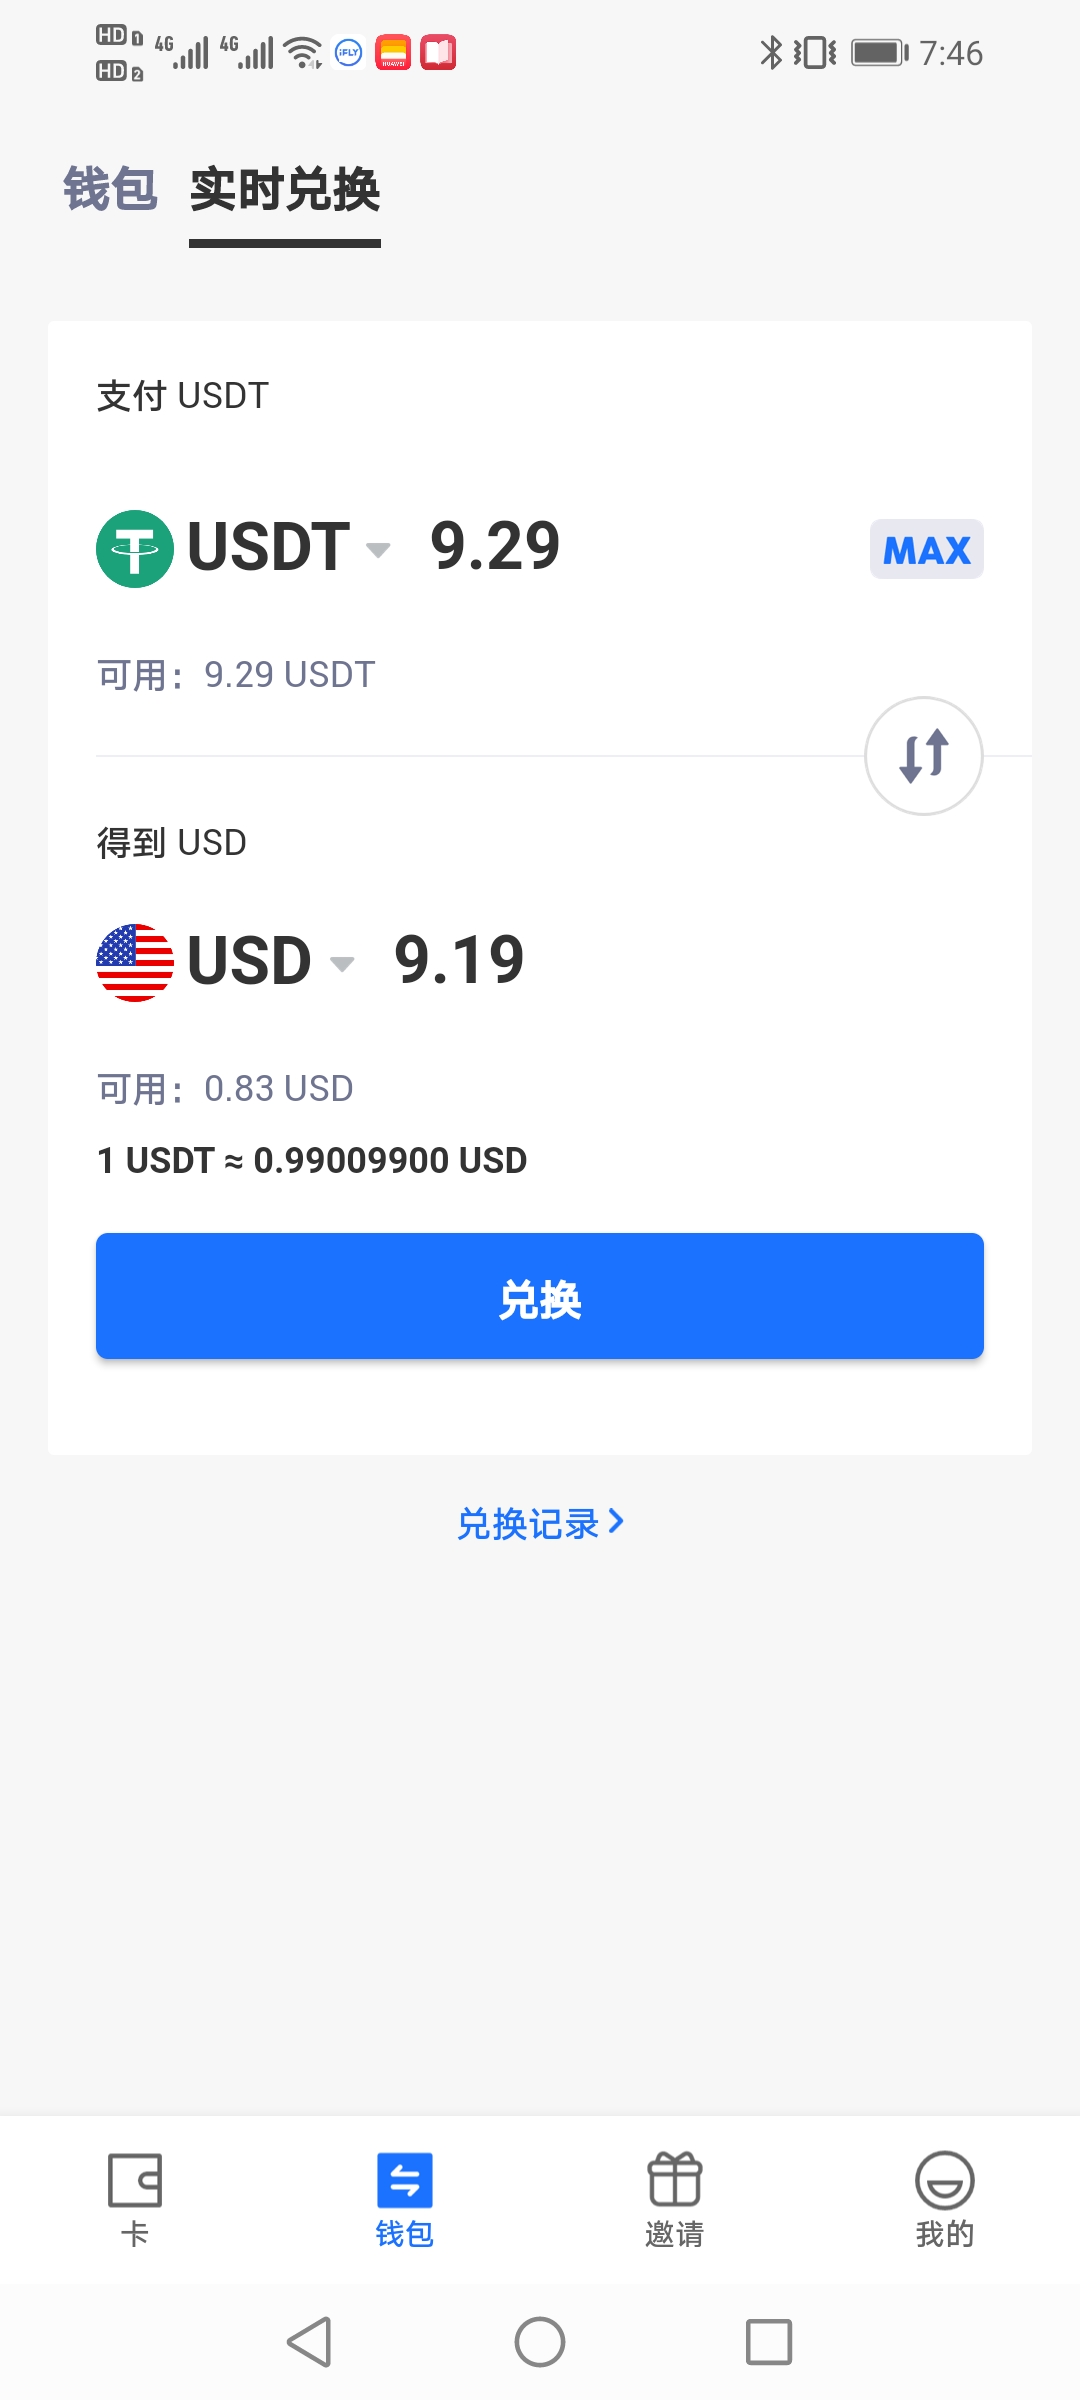 HD 1 4G 4G iFLY HUAWEI 7:46
HD 2
钱包 实时兑换
支付 USDT
USDT 9.29 MAX
可用：9.29 USDT
得到 USD
USD 9.19
可用：0.83 USD
1 USDT ≈ 0.99009900 USD
兑换
兑换记录
卡 钱包 邀请 我的